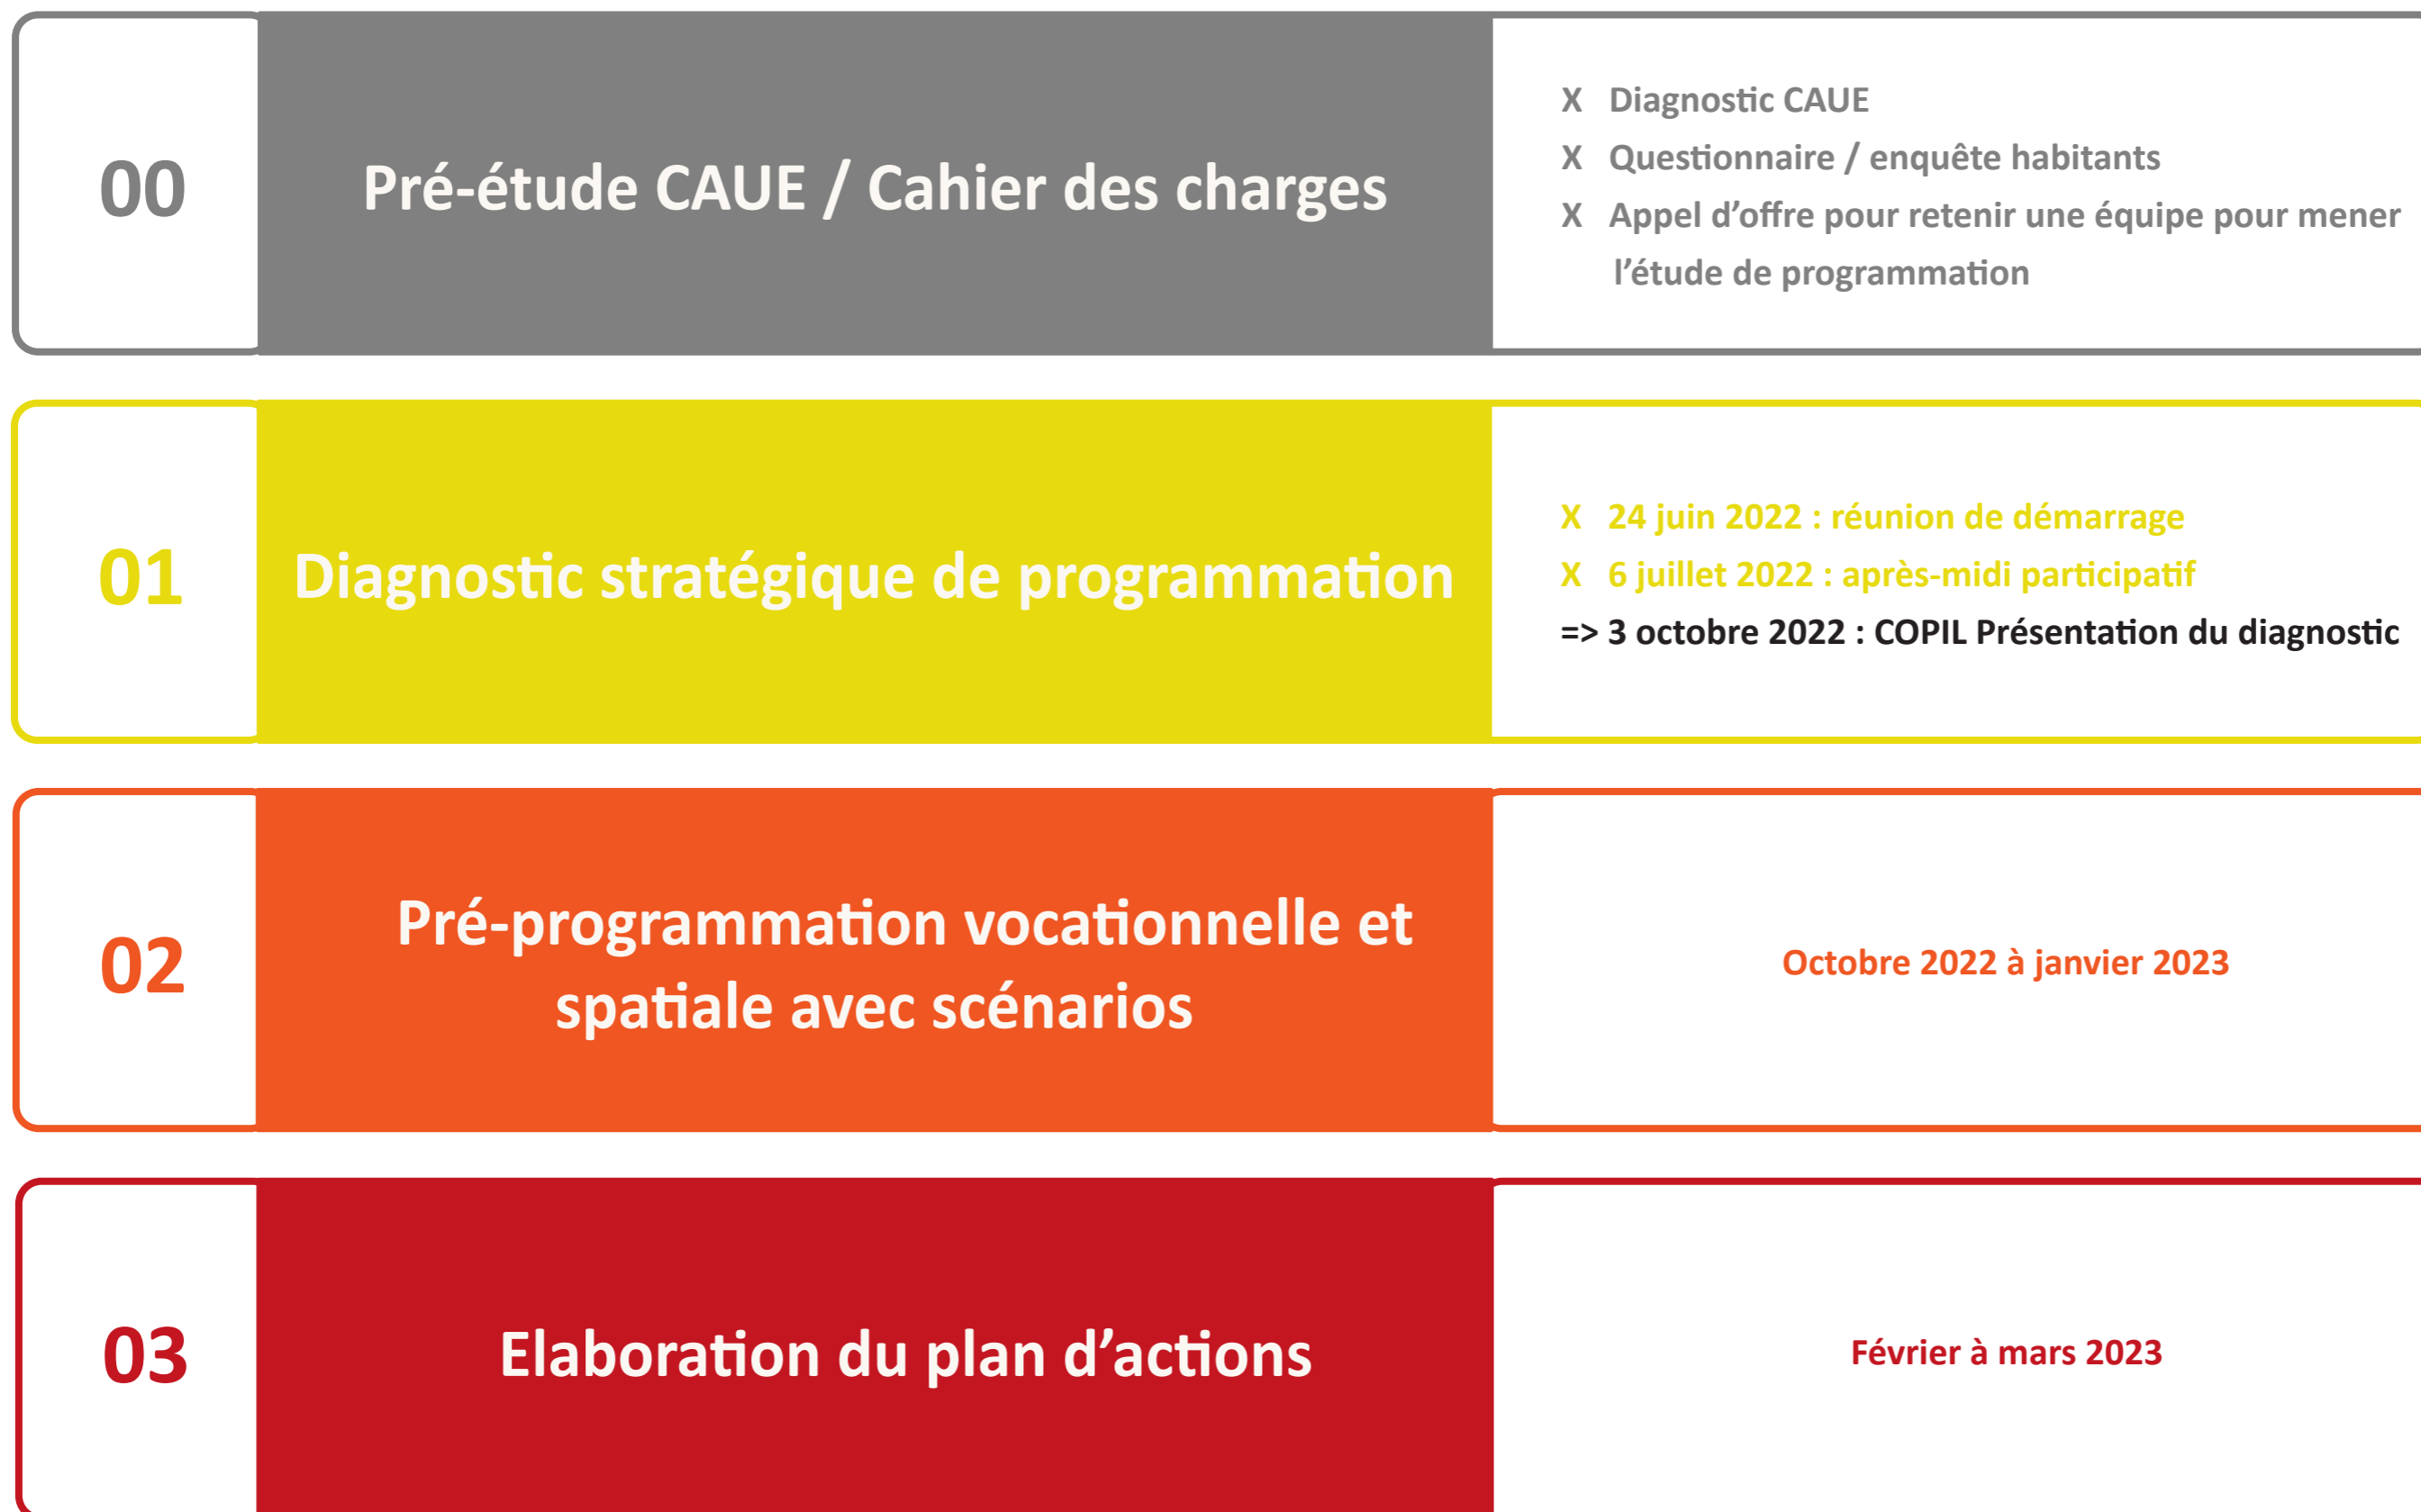 00
Pré-étude CAUE / Cahier des charges
X Diagnostic CAUE
X Questionnaire / enquête habitants
X Appel d’offre pour retenir une équipe pour mener
l’étude de programmation
01
Diagnostic stratégique de programmation
X 24 juin 2022 : réunion de démarrage
X 6 juillet 2022 : après-midi participatif
=> 3 octobre 2022 : COPIL Présentation du diagnostic
02
Pré-programmation vocationnelle et
spatiale avec scénarios
Octobre 2022 à janvier 2023
03
Elaboration du plan d’actions
Février à mars 2023